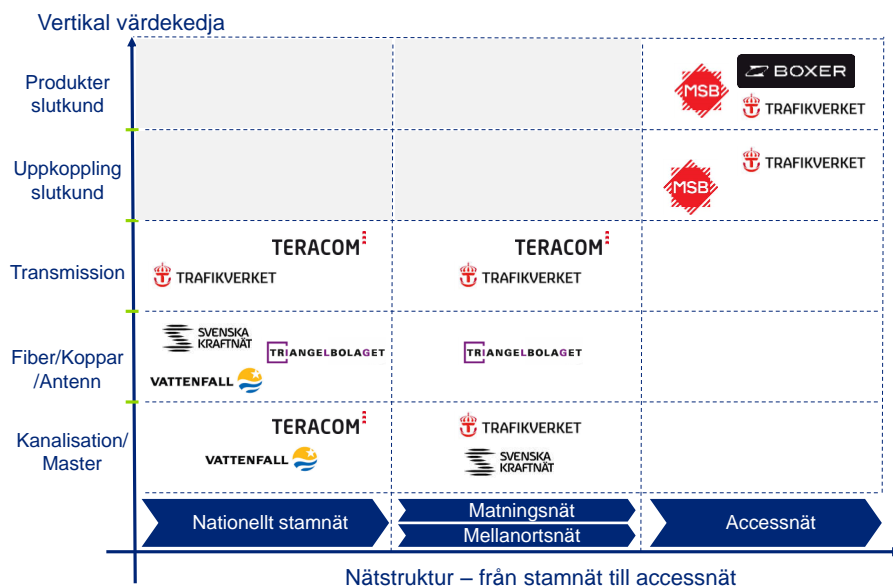 Vertikal värdekedja
Produkter
slutkund
MSB
BOXER
TRAFIKVERKET
Uppkoppling
slutkund
MSB
TRAFIKVERKET
Transmission
TERACOM
TRAFIKVERKET
TERACOM
TRAFIKVERKET
Fiber/Koppar
/Antenn
SVENSKA
KRAFTNÄT
TRIANGELBOLAGET
VATTENFALL
TRIANGELBOLAGET
Kanalisation/
Master
TERACOM
VATTENFALL
TRAFIKVERKET
SVENSKA
KRAFTNÄT
Nationellt stamnät
Matningsnät
Mellanortsnät
Accessnät
Nätstruktur – från stamnät till accessnät